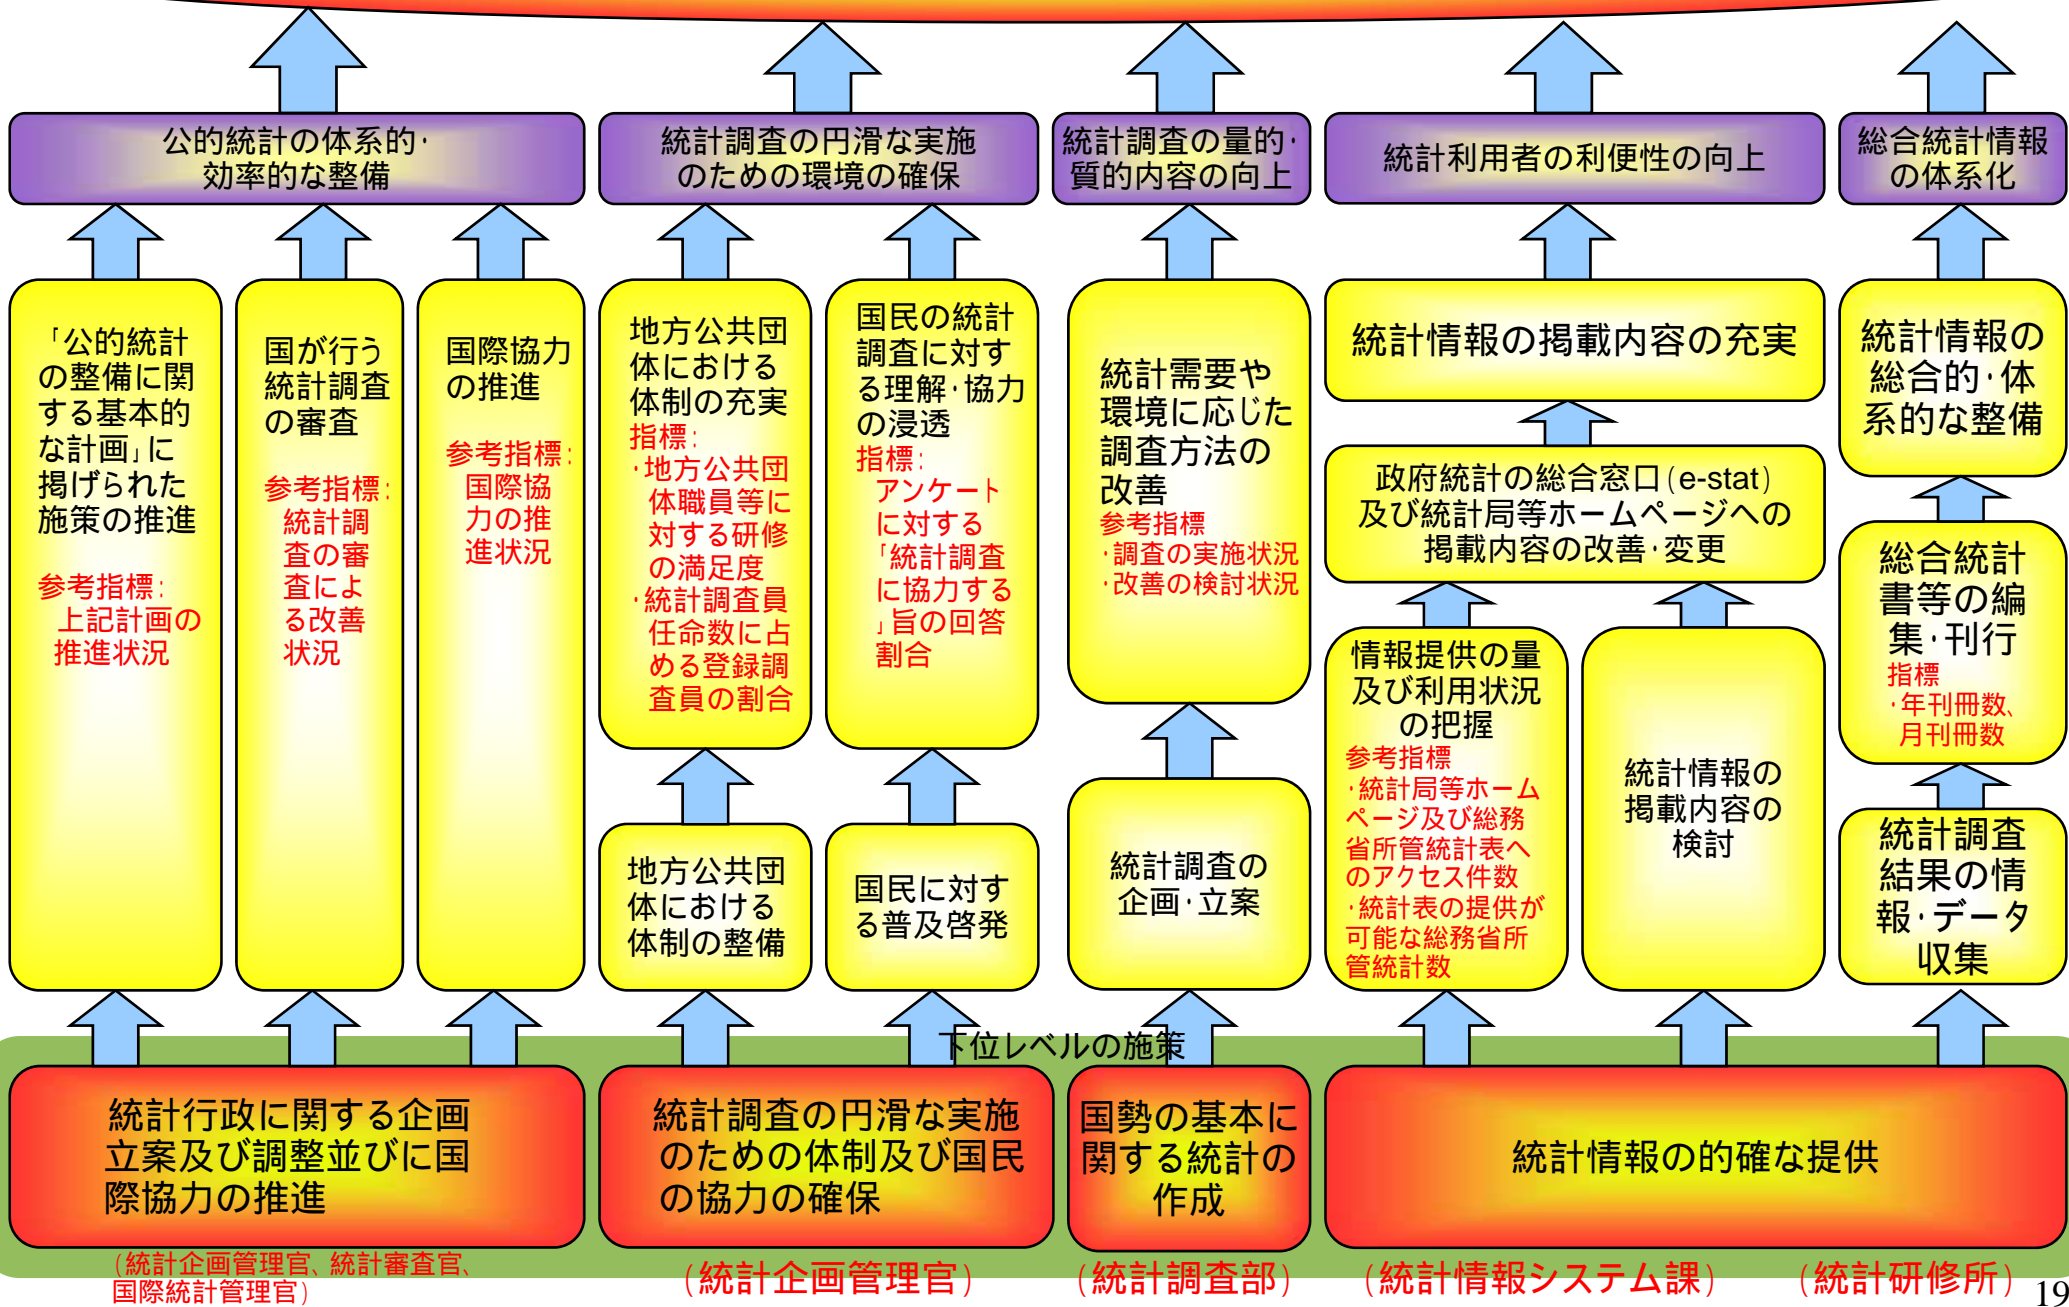 公的統計の体系的・
効率的な整備
統計調査の円滑な実施
のための環境の確保
統計調査の量的・
質的内容の向上
統計利用者の利便性の向上
総合統計情報
の体系化
「公的統計
の整備に関
する基本的
な計画」に
掲げられた
施策の推進
参考指標：
上記計画の
推進状況
国が行う
統計調査
の審査
参考指標：
統計調
査の審
査によ
る改善
状況
国際協力
の推進
参考指標：
国際協
力の推
進状況
地方公共団
体における
体制の充実
指標：
・地方公共団
体職員等に
対する研修
の満足度
・統計調査員
任命数に占
める登録調
査員の割合
国民の統計
調査に対す
る理解・協力
の浸透
指標：
アンケート
に対する
「統計調査
に協力する
」旨の回答
割合
統計需要や
環境に応じた
調査方法の
改善
参考指標
・調査の実施状況
・改善の検討状況
統計情報の掲載内容の充実
政府統計の総合窓口（e-stat）
及び統計局等ホームページへの
掲載内容の改善・変更
情報提供の量
及び利用状況
の把握
参考指標
・統計局等ホーム
ページ及び総務
省所管統計表へ
のアクセス件数
・統計表の提供が
可能な総務省所
管統計数
統計情報の
掲載内容の
検討
統計情報の
総合的・体
系的な整備
総合統計
書等の編
集・刊行
指標
・年刊冊数、
月刊冊数
統計調査
結果の情
報・データ
収集
地方公共団
体における
体制の整備
国民に対す
る普及啓発
統計調査の
企画・立案
下位レベルの施策
統計行政に関する企画
立案及び調整並びに国
際協力の推進
統計調査の円滑な実施
のための体制及び国民
の協力の確保
国勢の基本に
関する統計の
作成
統計情報の的確な提供
（統計企画管理官、統計審査官、
国際統計管理官）
（統計企画管理官）
（統計調査部）
（統計情報システム課）
（統計研修所）
19